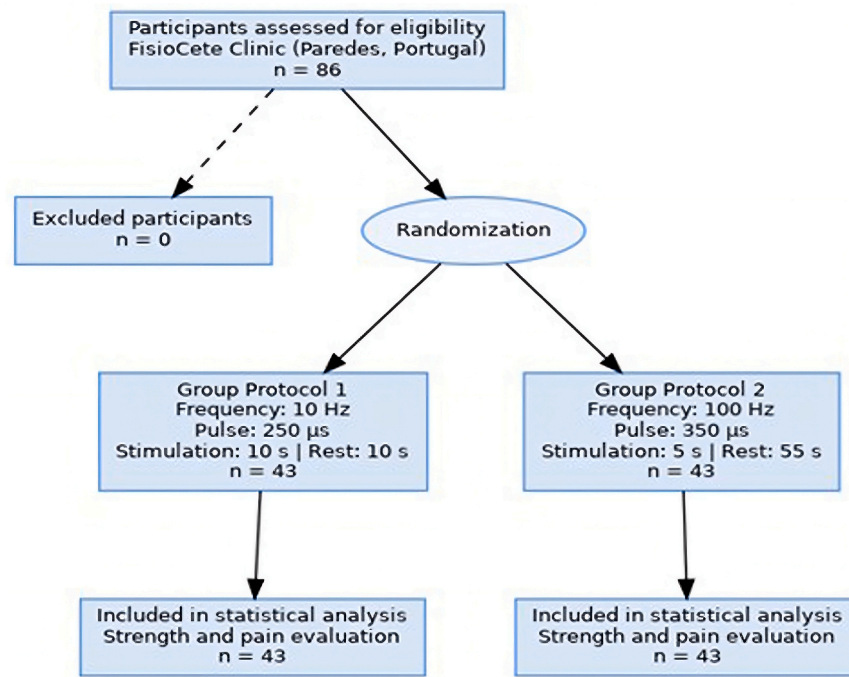 Participants assessed for eligibility
FisioCete Clinic (Paredes, Portugal)
n = 86
Excluded participants
n = 0
Randomization
Group Protocol 1
Frequency: 10 Hz
Pulse: 250 μs
Stimulation: 10 s | Rest: 10 s
n = 43
Group Protocol 2
Frequency: 100 Hz
Pulse: 350 μs
Stimulation: 5 s | Rest: 55 s
n = 43
Included in statistical analysis
Strength and pain evaluation
n = 43
Included in statistical analysis
Strength and pain evaluation
n = 43